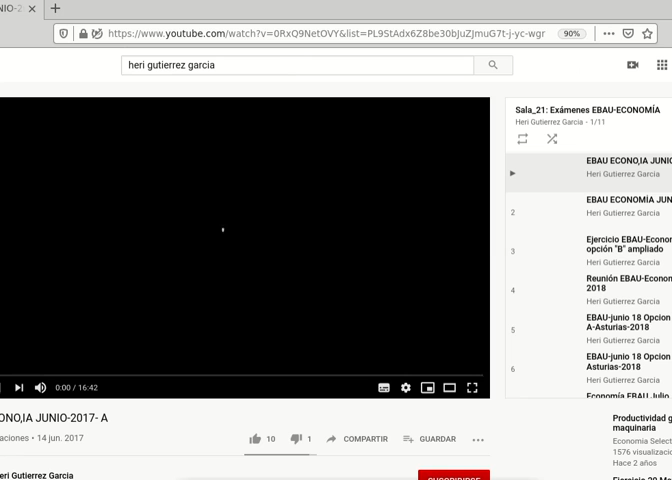 NIO-2
https://www.youtube.com/watch?v=0RxQ9NetOVY&list=PL9StAdx6Z8be30bJuZJmuG7t-j-yc-wgr
90%
heri gutierrez garcia
Sala_21: Exámenes EBAU-ECONOMÍA
Heri Gutierrez Garcia - 1/11
EBAU ECONO,IA JUNIO
Heri Gutierrez Garcia
2
EBAU ECONOMÍA JUN
Heri Gutierrez Garcia
3
Ejercicio EBAU-Econor
opción "B" ampliado
Heri Gutierrez Garcia
4
Reunión EBAU-Econom
2018
Heri Gutierrez Garcia
5
EBAU-junio 18 Opcion
A-Asturias-2018
Heri Gutierrez Garcia
6
EBAU-junio 18 Opcion
Asturias-2018
Heri Gutierrez Garcia
Economía EBAU Julio
0:00 / 16:42
ONO,IA JUNIO-2017- A
aciones • 14 jun. 2017
10
1
COMPARTIR
GUARDAR
eri Gutierrez Garcia
Productividad g
maquinaria
Economia Select
1576 visualizacio
Hace 2 años